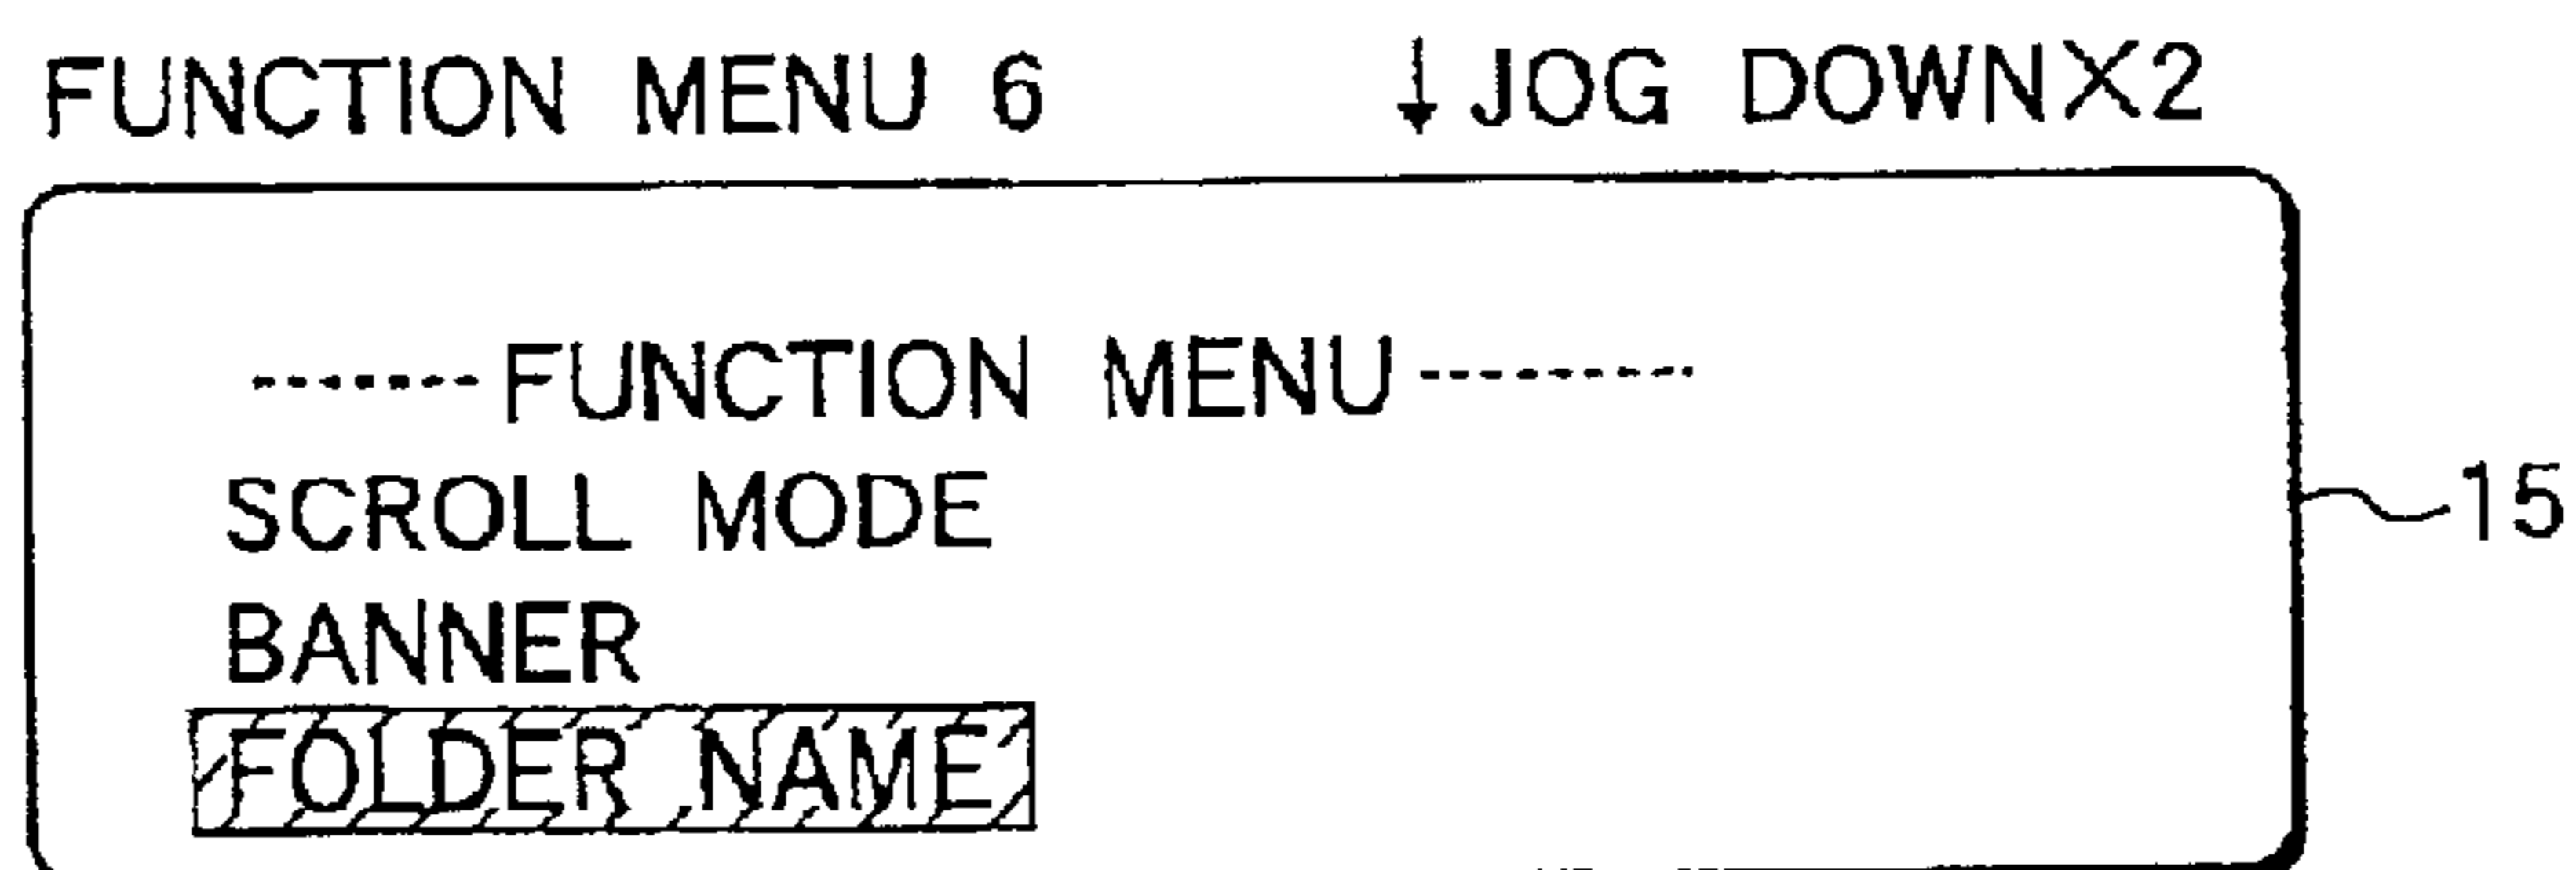 FUNCTION MENU 6 ↓ JOG DOWN×2
------- FUNCTION MENU ---------
SCROLL MODE
15
BANNER
FOLDER NAME